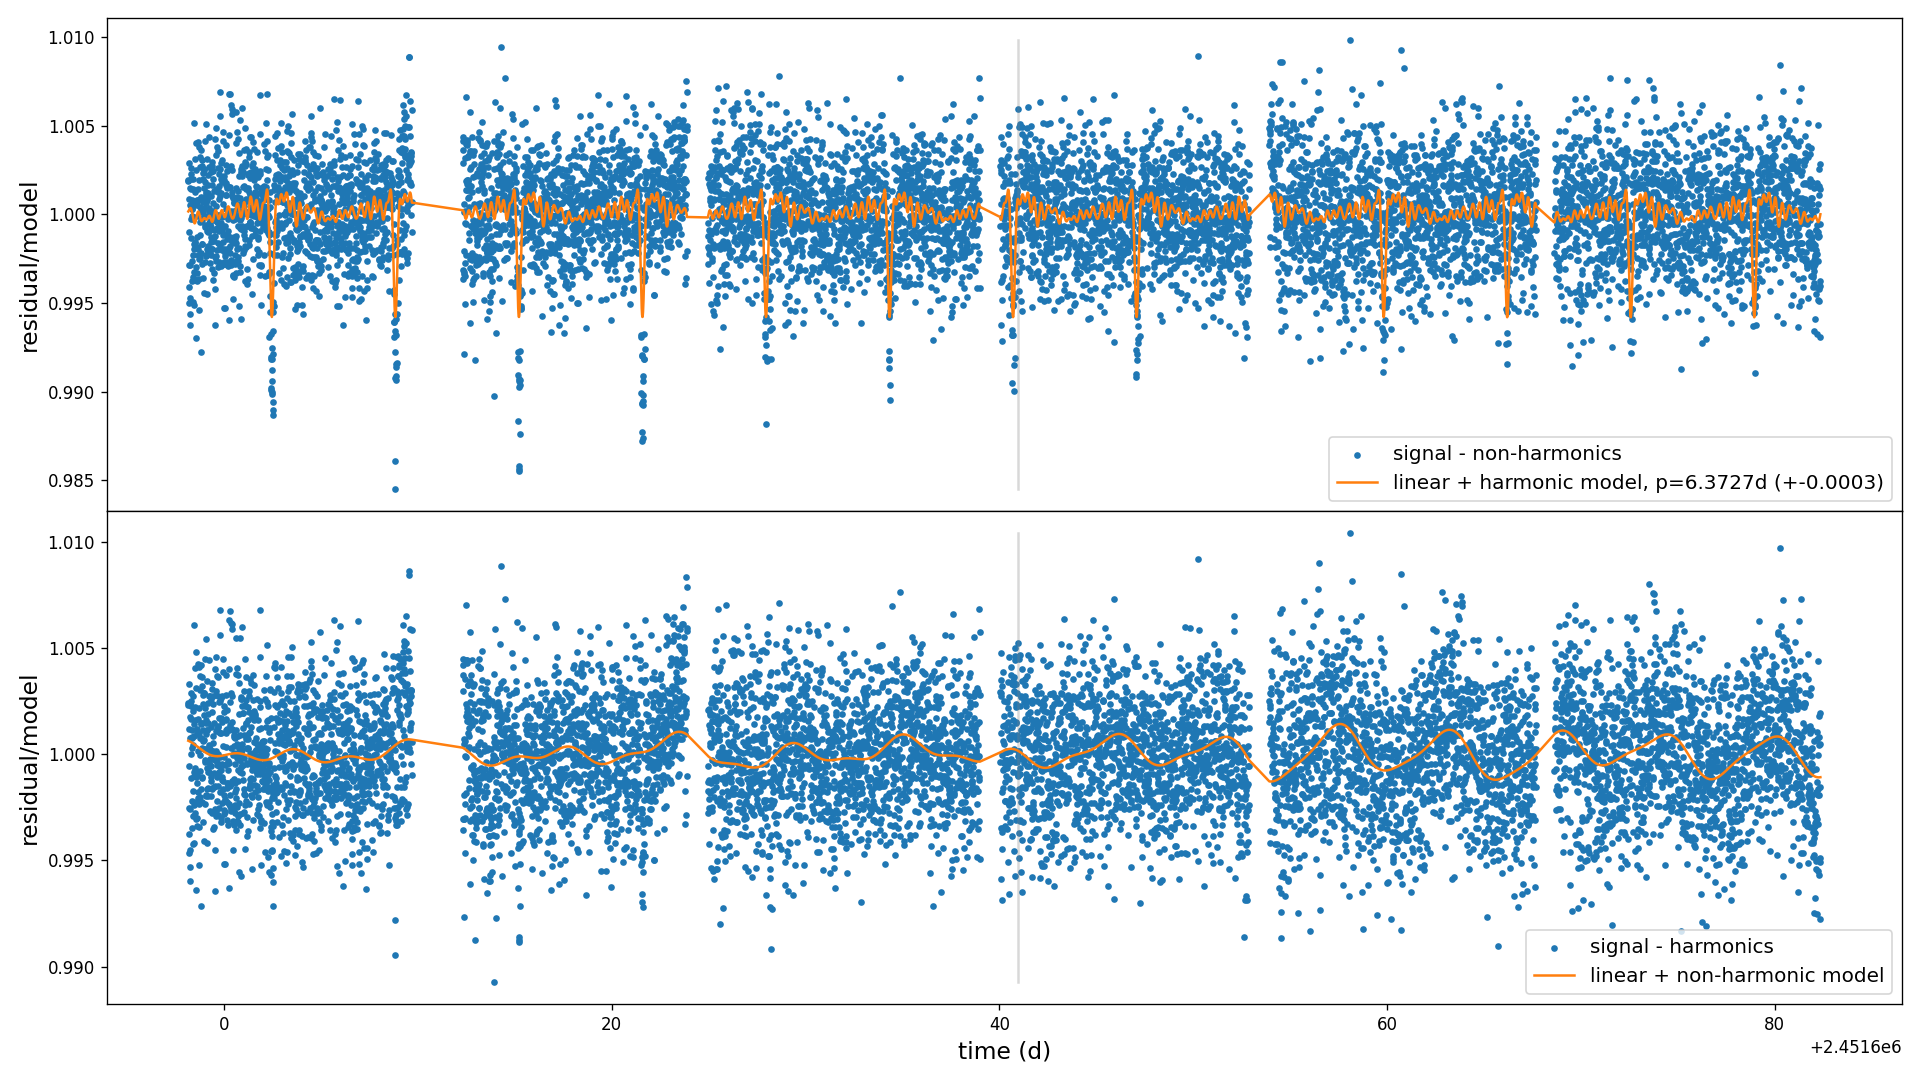 1.010
1.005
1.000
0.995
0.990
0.985
residual/model
signal - non-harmonics
linear + harmonic model, p=6.3727d (+-0.0003)
1.010
1.005
1.000
0.995
0.990
residual/model
signal - harmonics
linear + non-harmonic model
0 20 40 60 80
time (d)
+2.4516e6